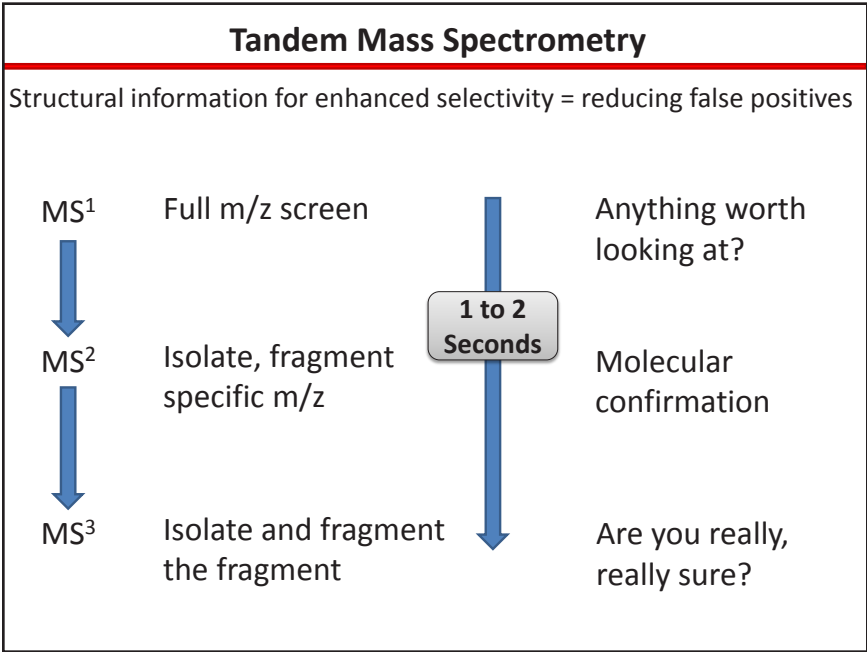 Tandem Mass Spectrometry
Structural information for enhanced selectivity = reducing false positives
MS¹
Full m/z screen
Anything worth
looking at?
1 to 2
Seconds
MS²
Isolate, fragment
specific m/z
Molecular
confirmation
MS³
Isolate and fragment
the fragment
Are you really,
really sure?